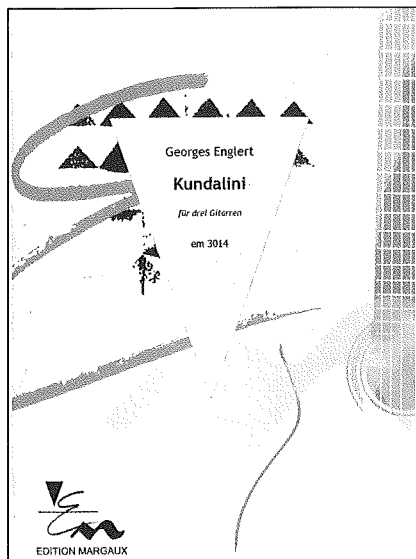 Georges Englert
Kundalini
für drei Gitarren
em 3014
EDITION MARGAUX